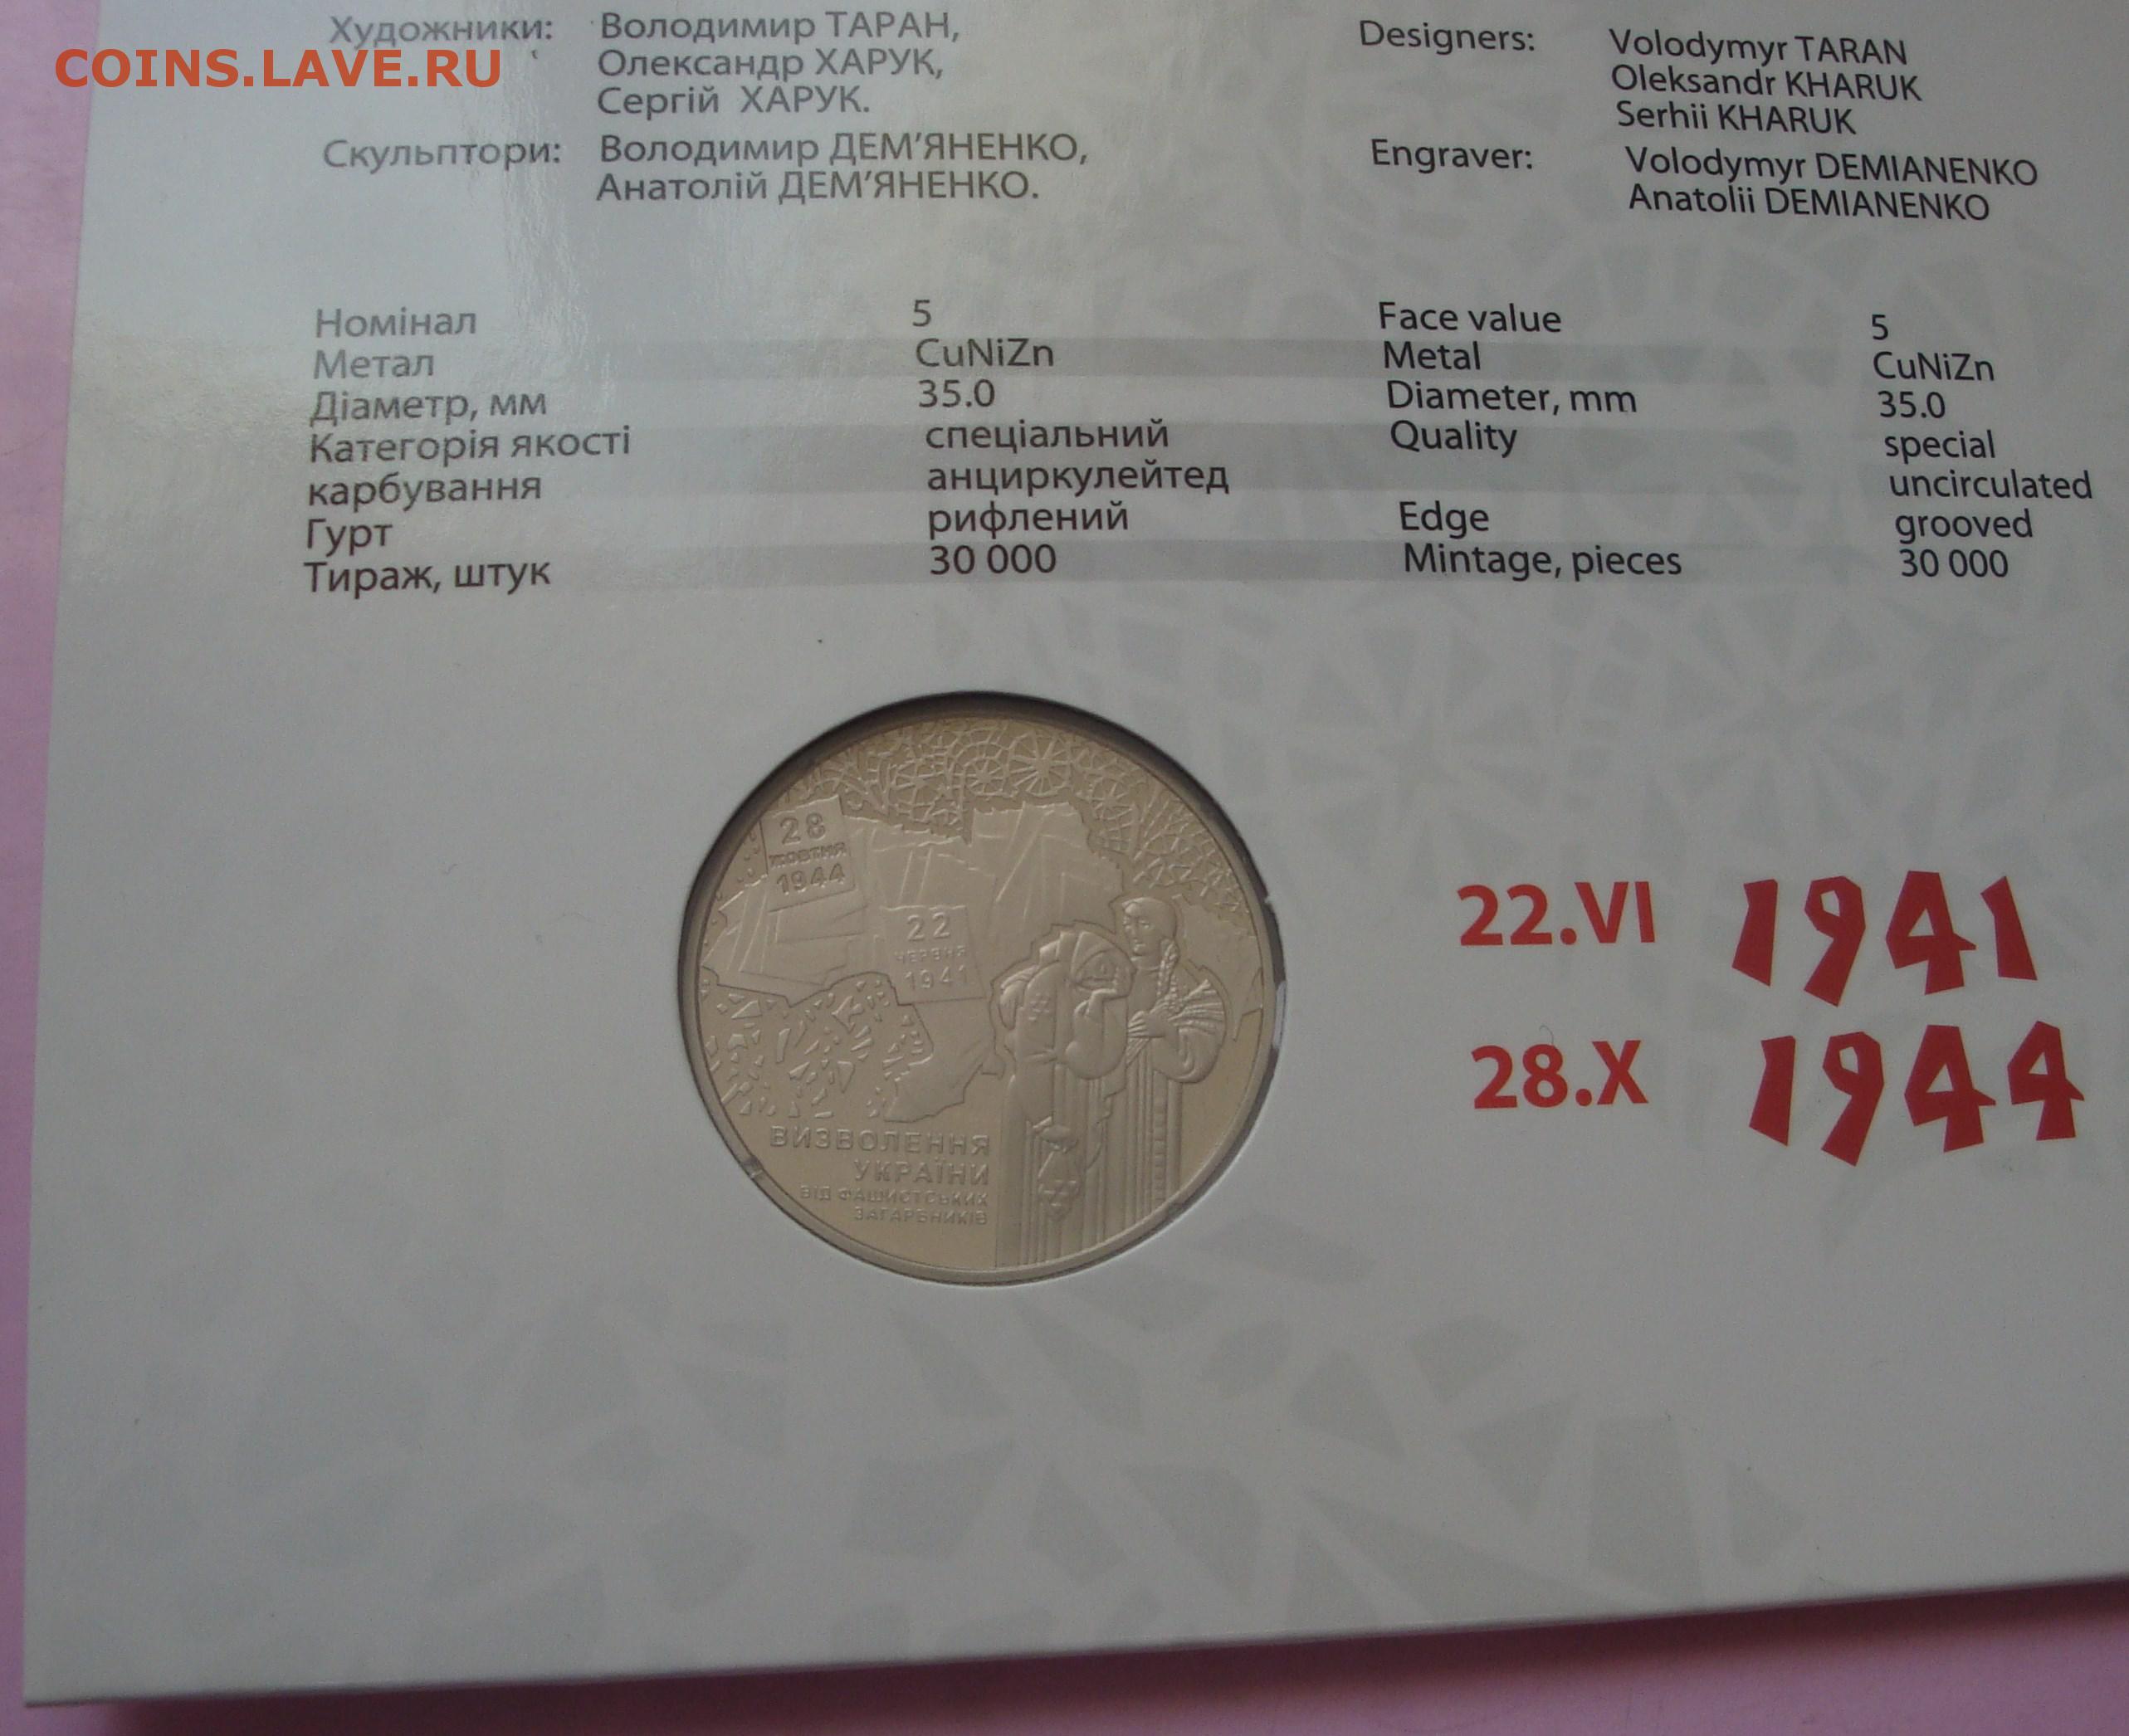 COINS.LAVE.RU
Художники: Володимир ТАРАН,
Олександр ХАРУК,
Сергій ХАРУК.
Скульптори: Володимир ДЕМ'ЯНЕНКО,
Анатолій ДЕМ'ЯНЕНКО.
Номінал 5
Метал CuNiZn
Діаметр, мм 35.0
Категорія якості спеціальний
карбування анциркулейтед
Гурт рифлений
Тираж, штук 30 000
Designers: Volodymyr TARAN
Oleksandr KHARUK
Serhii KHARUK
Engraver: Volodymyr DEMIANENKO
Anatolii DEMIANENKO
Face value 5
Metal CuNiZn
Diameter, mm 35.0
Quality special
uncirculated
Edge grooved
Mintage, pieces 30 000
28
ЖОВТНЯ
1944
22
ЧЕРВНЯ
1941
ВИЗВОЛЕННЯ
УКРАЇНИ
ВІД ФАШИСТСЬКИХ
ЗАГАРБНИКІВ
22.VI 1941
28.X 1944